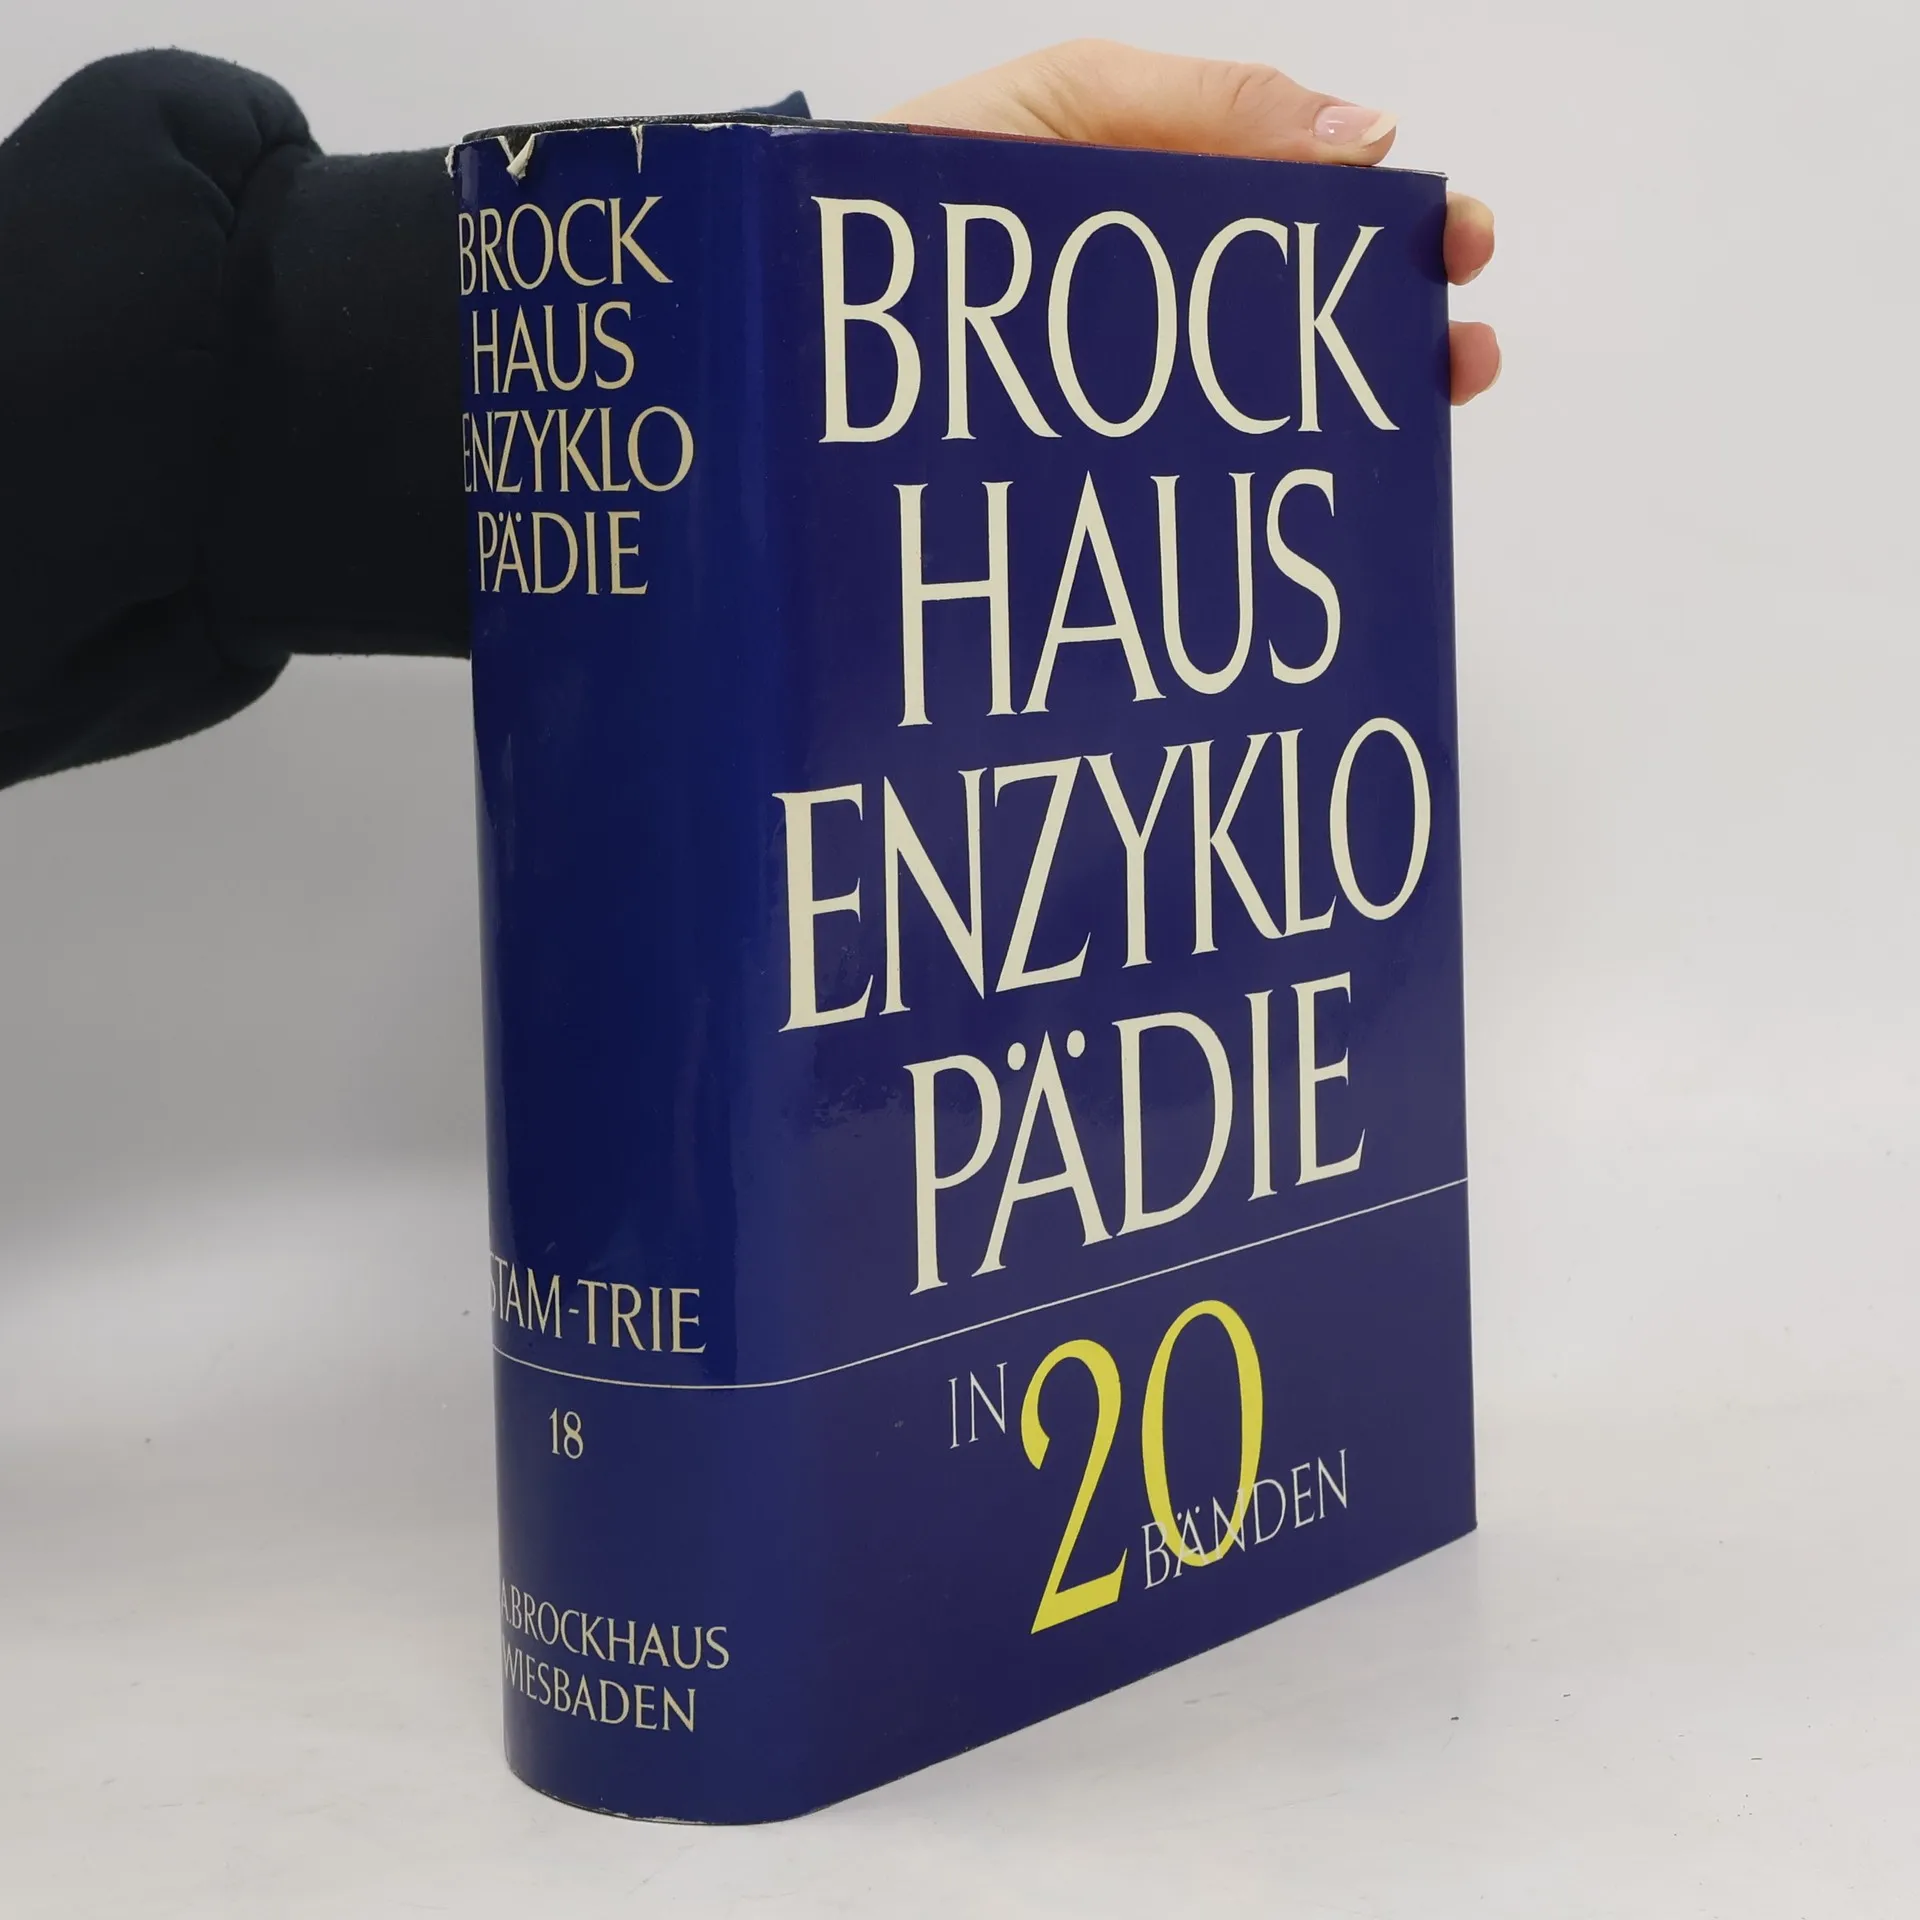 BROCK
HAUS
ENZYKLO
PÄDIE
STAM-TRIE
18
A.BROCKHAUS
WIESBADEN
BROCK
HAUS
ENZYKLO
PÄDIE
IN 20
BÄNDEN